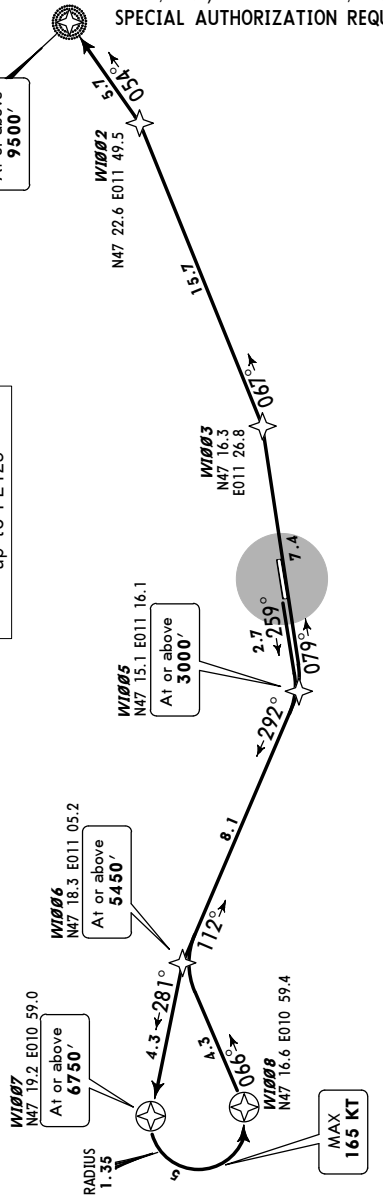 SPECIAL AUTHORIZATION REQU
9500'
5.7
054°
WI002
N47 22.6 E011 49.5
15.7
067°
WI003
N47 16.3
E011 26.8
7.4
2.7
259°
079°
WI005
N47 15.1 E011 16.1
At or above
3000'
292°
8.1
112°
WI006
N47 18.3 E011 05.2
At or above
5450'
281°
4.3
WI007
N47 19.2 E010 59.0
At or above
6750'
RADIUS
1.35
5
4.3
066°
WI008
N47 16.6 E010 59.4
MAX
165 KT